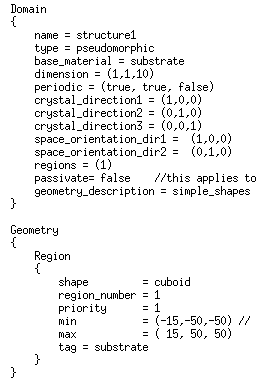 Domain
{
name = structure1
type = pseudomorphic
base_material = substrate
dimension = (1,1,10)
periodic = (true, true, false)
crystal_direction1 = (1,0,0)
crystal_direction2 = (0,1,0)
crystal_direction3 = (0,0,1)
space_orientation_dir1 = (1,0,0)
space_orientation_dir2 = (0,1,0)
regions = (1)
passivate= false //this applies to
geometry_description = simple_shapes
}
Geometry
{
Region
{
shape = cuboid
region_number = 1
priority = 1
min = (-15,-50,-50) //
max = ( 15, 50, 50)
tag = substrate
}
}